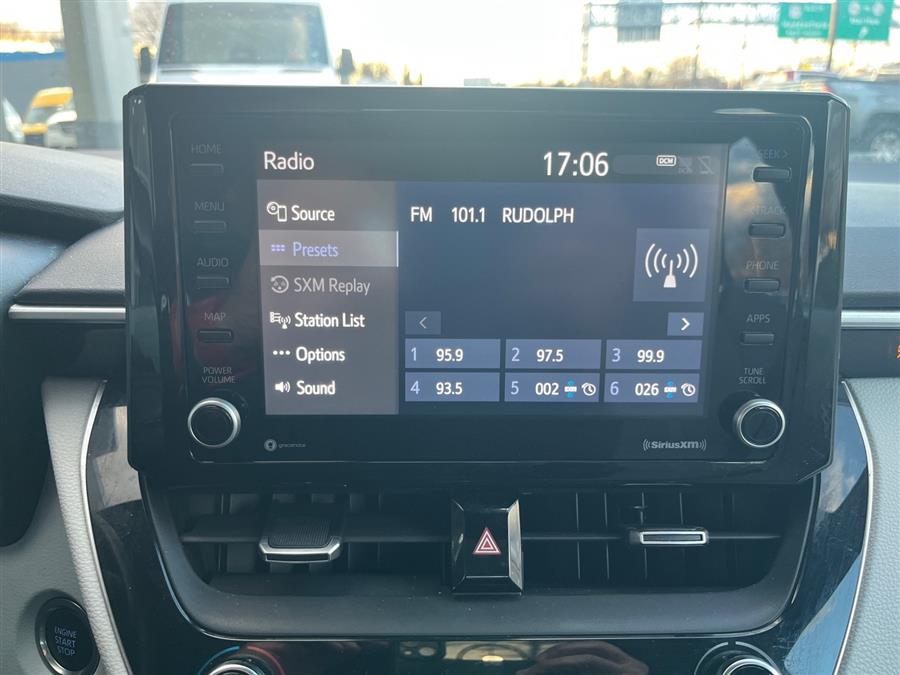 HOME
MENU
AUDIO
MAP
POWER
VOLUME
Radio
17:06
DCM
Source
Presets
SXM Replay
Station List
Options
Sound
FM 101.1 RUDOLPH
1 95.9 2 97.5 3 99.9
4 93.5 5 002 SXM 6 026 SXM
SEEK >
TRACK
PHONE
APPS
TUNE
SCROLL
gracenote
SiriusXM
ENGINE
START
STOP